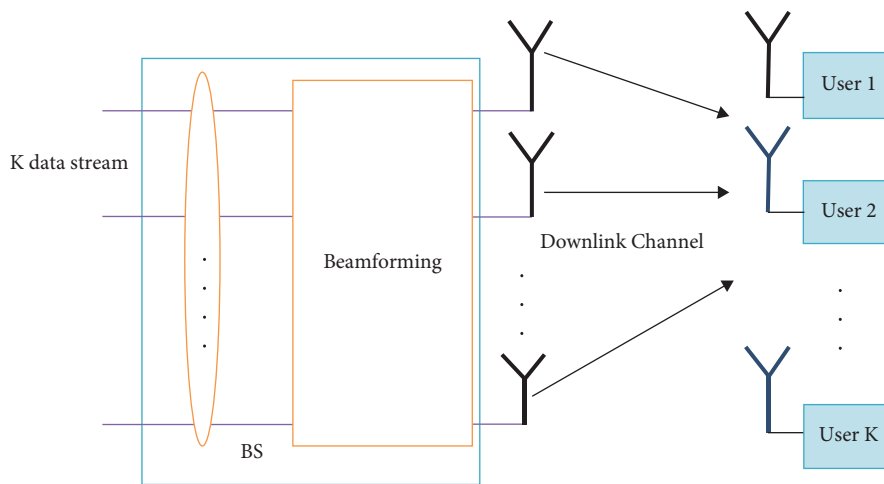 User 1
K data stream
User 2
Downlink Channel
Beamforming
BS
User K